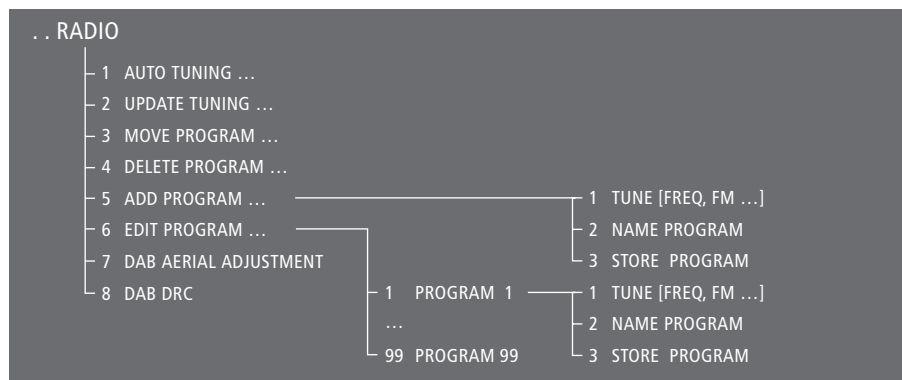 . . RADIO
1 AUTO TUNING …
2 UPDATE TUNING …
3 MOVE PROGRAM …
4 DELETE PROGRAM …
5 ADD PROGRAM …
1 TUNE [FREQ, FM …]
2 NAME PROGRAM
3 STORE PROGRAM
6 EDIT PROGRAM …
1 PROGRAM 1
1 TUNE [FREQ, FM …]
2 NAME PROGRAM
3 STORE PROGRAM
…
99 PROGRAM 99
7 DAB AERIAL ADJUSTMENT
8 DAB DRC